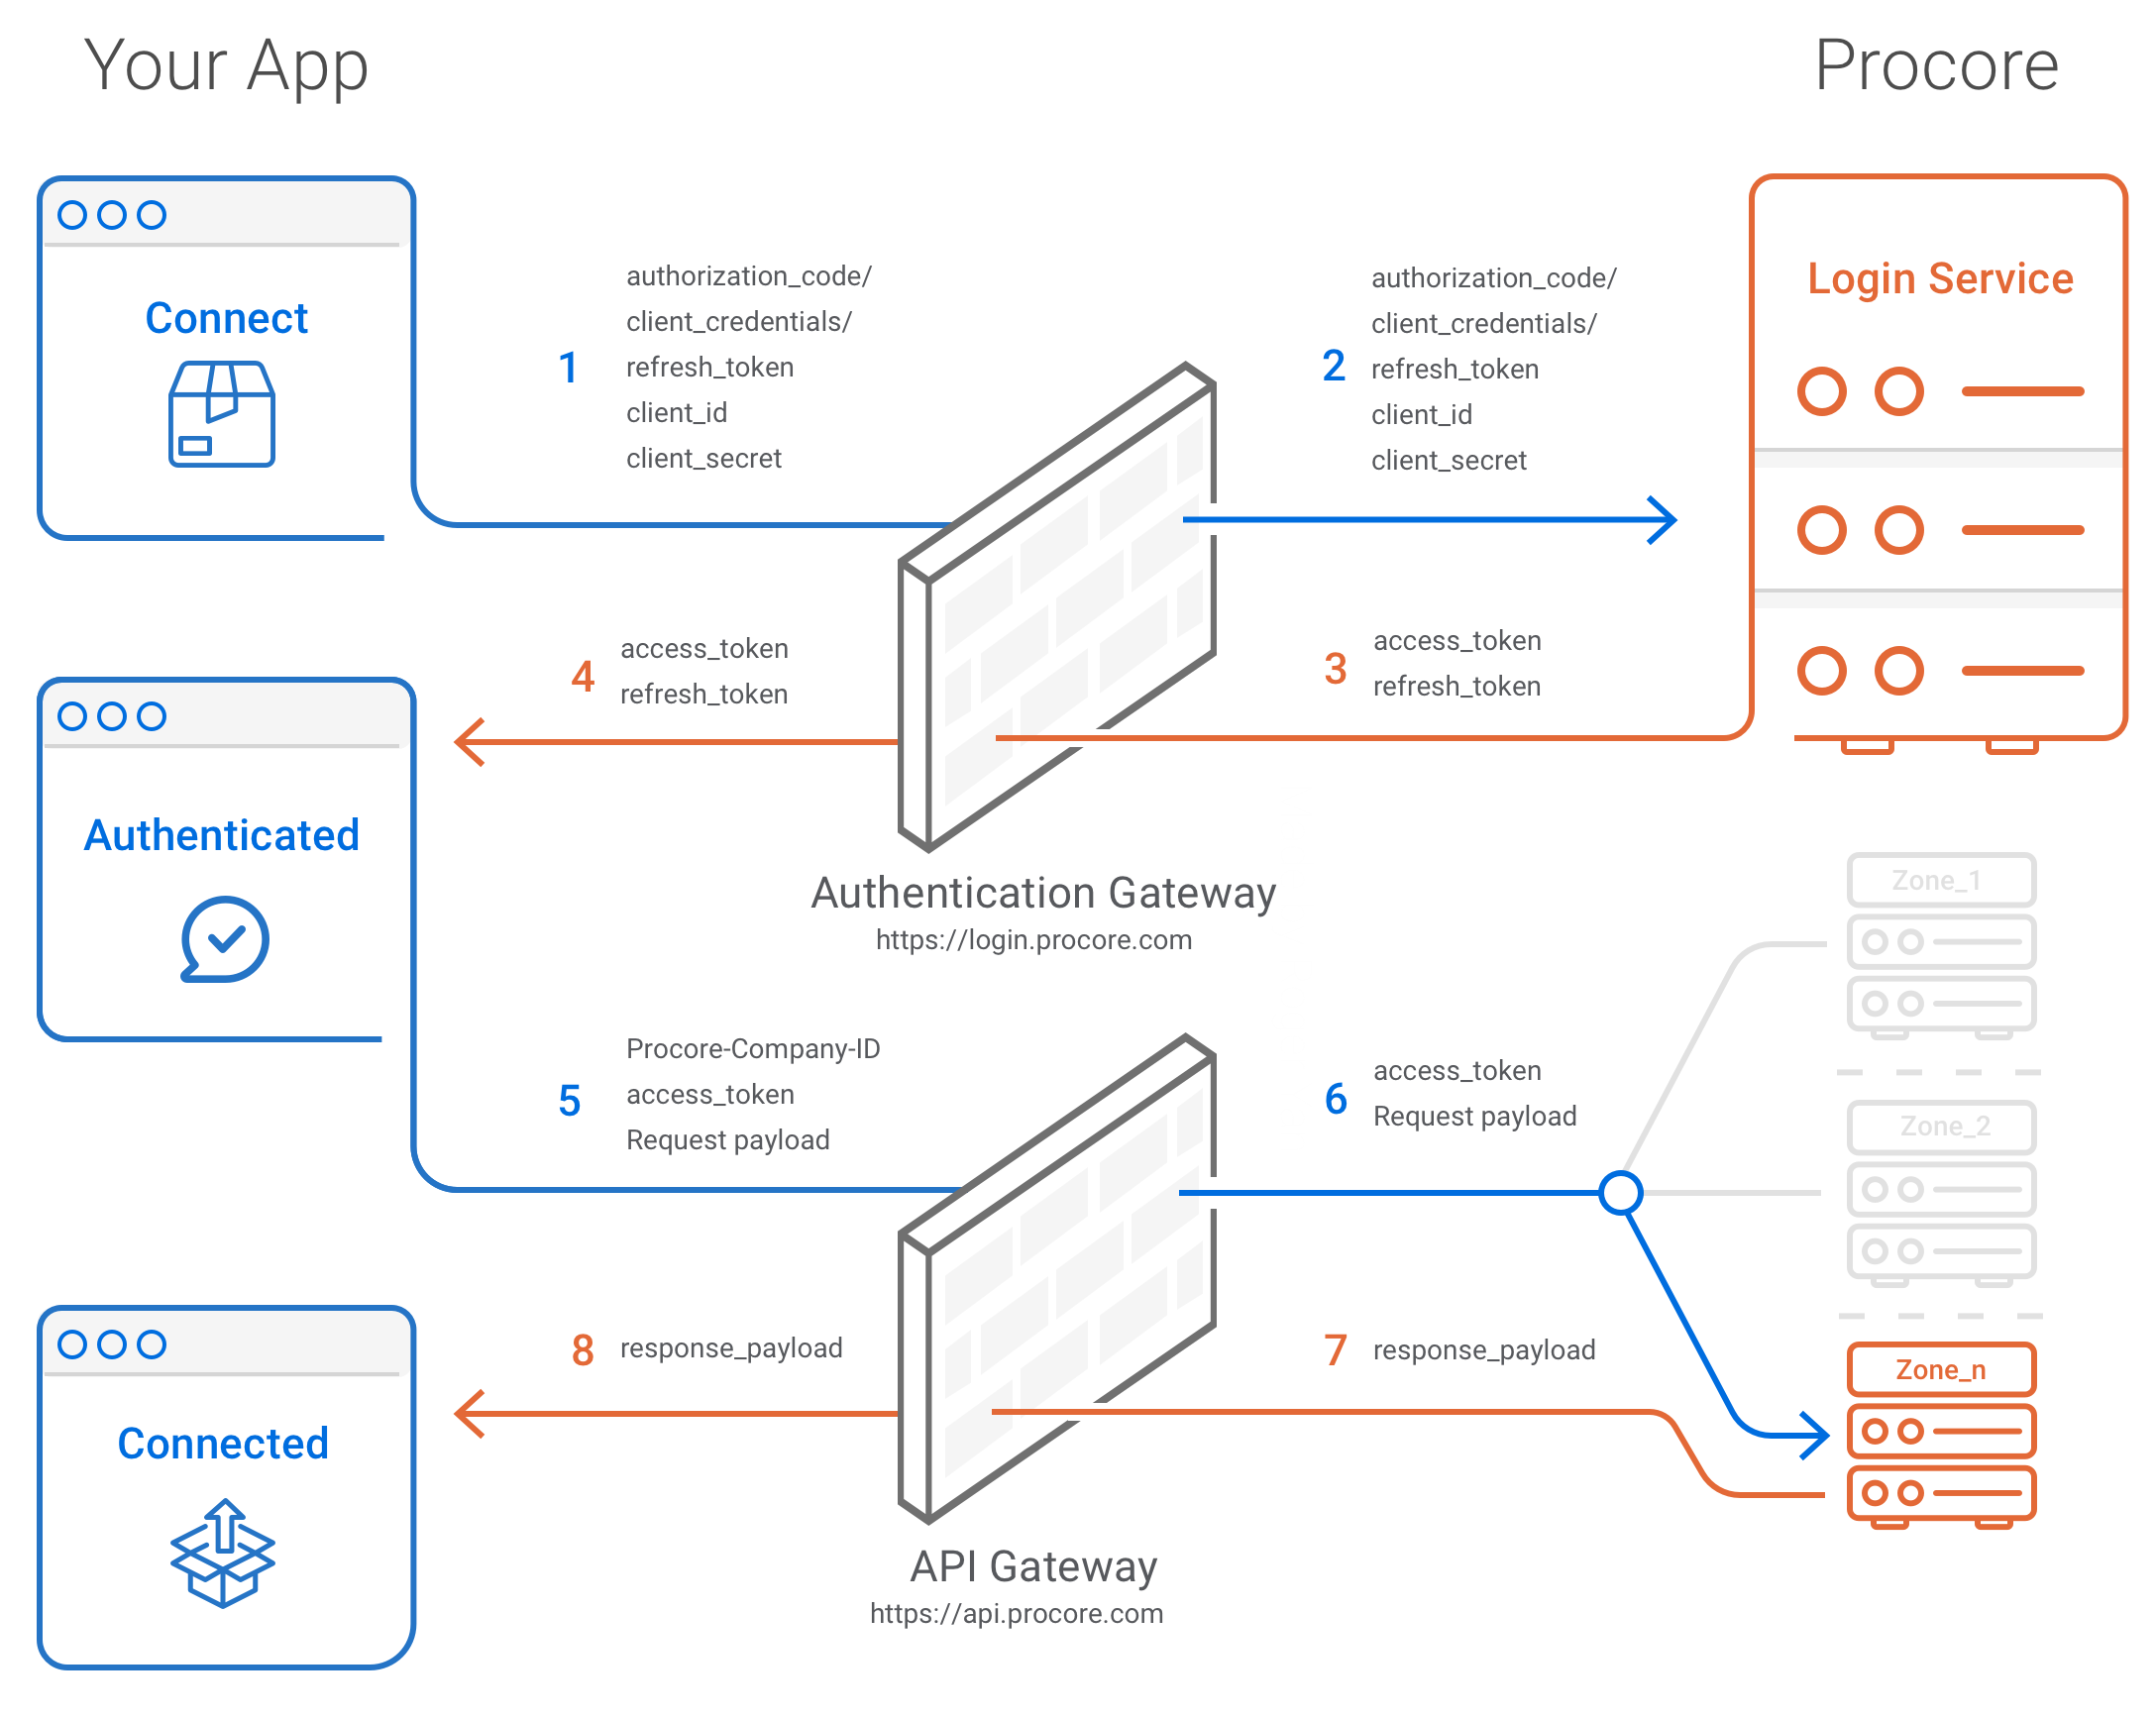 Your App
Procore
Connect
1
authorization_code/
client_credentials/
refresh_token
client_id
client_secret
2
authorization_code/
client_credentials/
refresh_token
client_id
client_secret
Login Service
4
access_token
refresh_token
3
access_token
refresh_token
Authenticated
Authentication Gateway
https://login.procore.com
Zone_1
5
Procore-Company-ID
access_token
Request payload
6
access_token
Request payload
Zone_2
8
response_payload
7
response_payload
Zone_n
Connected
API Gateway
https://api.procore.com